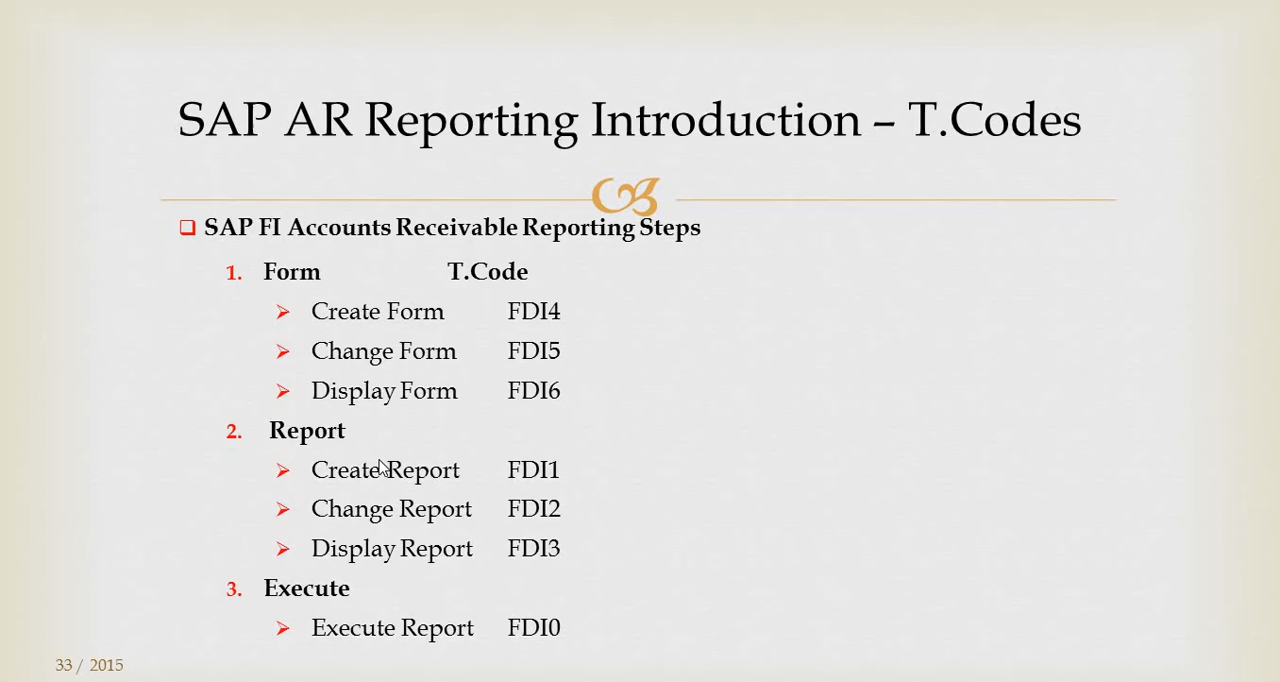 SAP AR Reporting Introduction – T.Codes
SAP FI Accounts Receivable Reporting Steps
1. Form T.Code
Create Form FDI4
Change Form FDI5
Display Form FDI6
2. Report
Create Report FDI1
Change Report FDI2
Display Report FDI3
3. Execute
Execute Report FDI0
33 / 2015